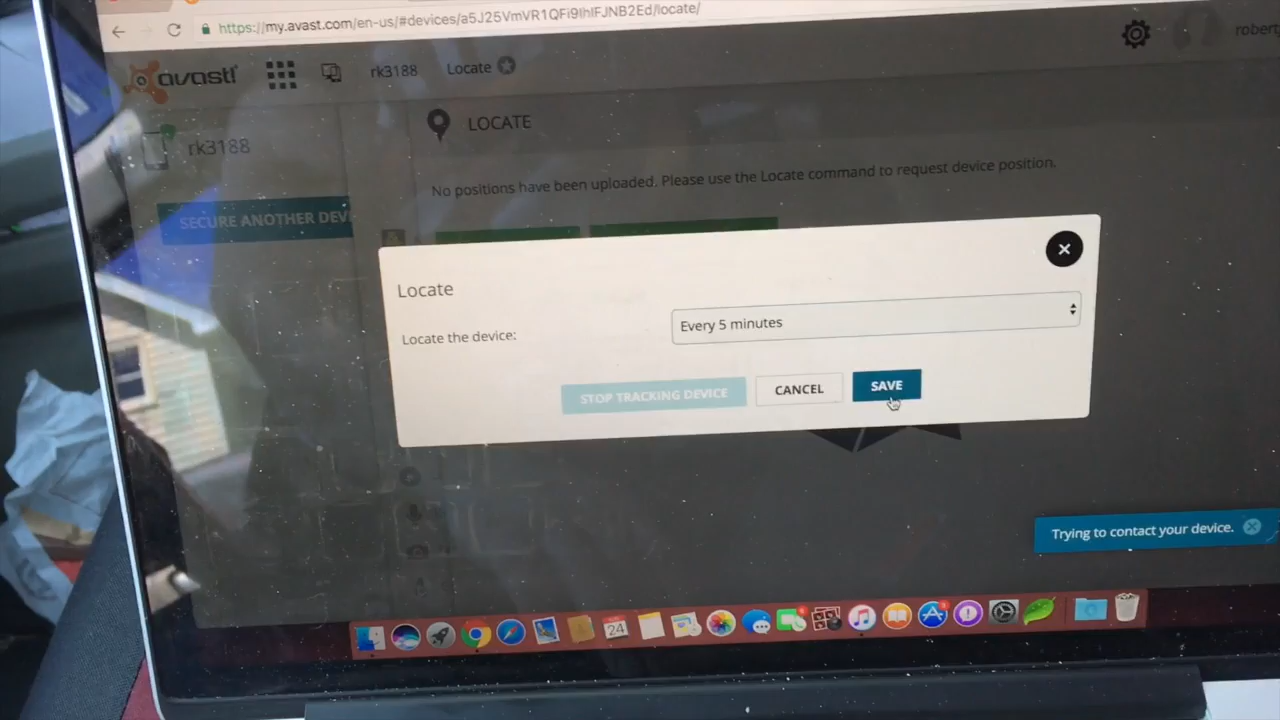 https://my.avast.com/en-us/#devices/a5J25VmVR1QFi9IhIFJNB2Ed/locate/
avast!
rk3188
Locate
robert
rk3188
LOCATE
No positions have been uploaded. Please use the Locate command to request device position.
SECURE ANOTHER DEVI
Locate
Locate the device:
Every 5 minutes
STOP TRACKING DEVICE
CANCEL
SAVE
Trying to contact your device.
24